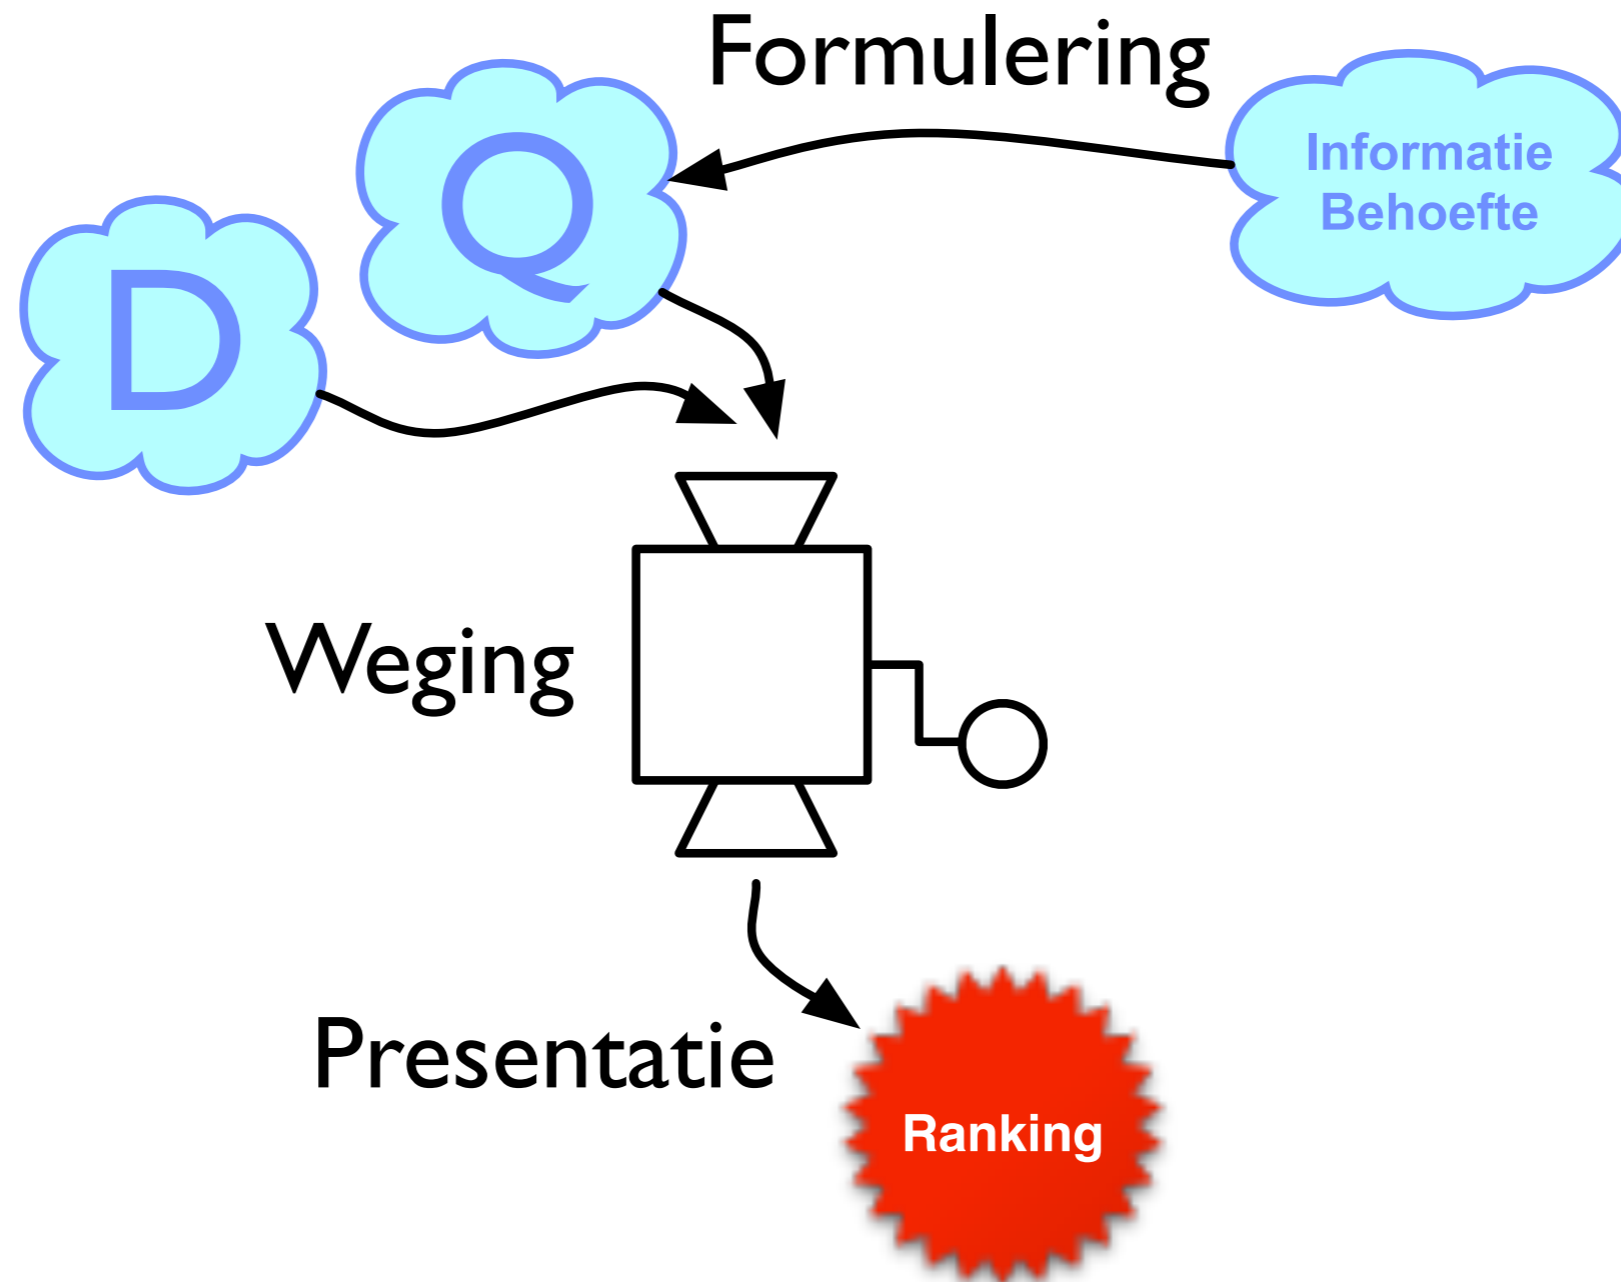 Formulering
Informatie
Behoefte
Q
D
Weging
Presentatie
Ranking